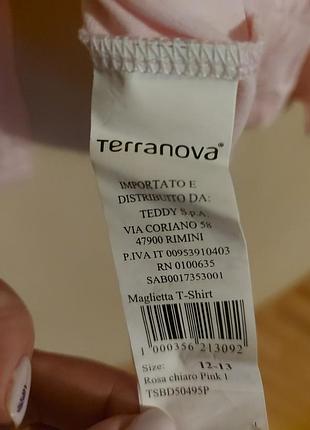 Terranova®
IMPORTATO E
DISTRIBUITO DA:
TEDDY S.p.A.
VIA CORIANO 58
47900 RIMINI
P.IVA IT 00953910403
RN 0100635
SAB0017353001
Maglietta T-Shirt
1 000356 213092
Size: 12-13
Rosa chiaro Pink l
TSBD50495P